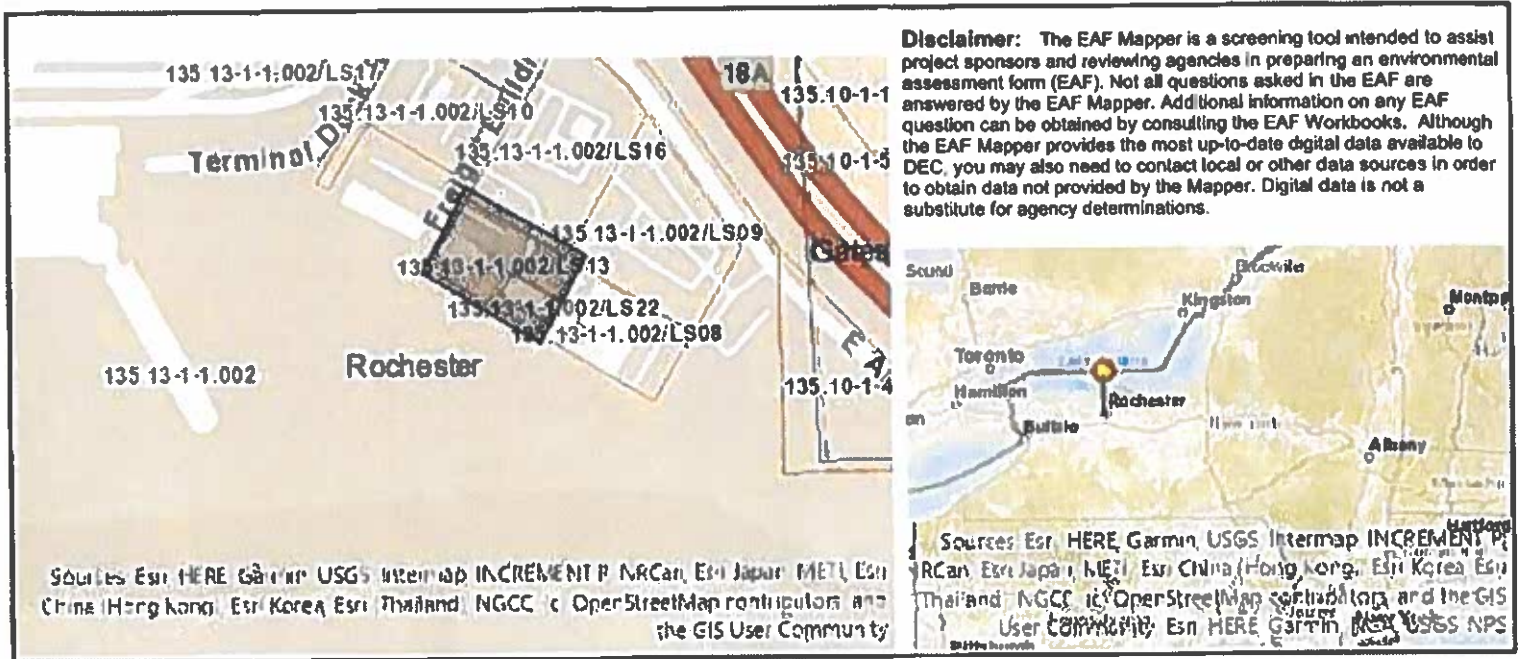 Disclaimer: The EAF Mapper is a screening tool intended to assist
project sponsors and reviewing agencies in preparing an environmental
assessment form (EAF). Not all questions asked in the EAF are
answered by the EAF Mapper. Additional information on any EAF
question can be obtained by consulting the EAF Workbooks. Although
the EAF Mapper provides the most up-to-date digital data available to
DEC, you may also need to contact local or other data sources in order
to obtain data not provided by the Mapper. Digital data is not a
substitute for agency determinations.
135 13-1-1.002/LS17
18A
135.10-1-1
135.13-1-1.002/LS10
Terminal
135.13-1-1.002/LS16
135.10-1-5
Freight
135 13-1-1.002/LS09
Gates
135 13-1-1.002/LS13
135 13-1-1.002/LS22
135.13-1-1.002/LS08
135 13-1-1.002
Rochester
135.10-1-4
Sources Esri HERE Garmin USGS Intermap INCREMENT P NRCan, Esri Japan METI, Esri
China (Hong Kong) Esri Korea Esri Thailand NGCC (c) OpenStreetMap contributors and
the GIS User Community
Sound
Barrie
Kingston
Toronto
Hamilton
Rochester
Buffalo
Albany
Hartford
Sources Esri HERE Garmin USGS Intermap INCREMENT P
RCan Esri Japan METI Esri China (Hong Kong) Esri Korea Esri
Thailand NGCC (c) OpenStreetMap contributors and the GIS
User Community Esri HERE Garmin NGA USGS NPS